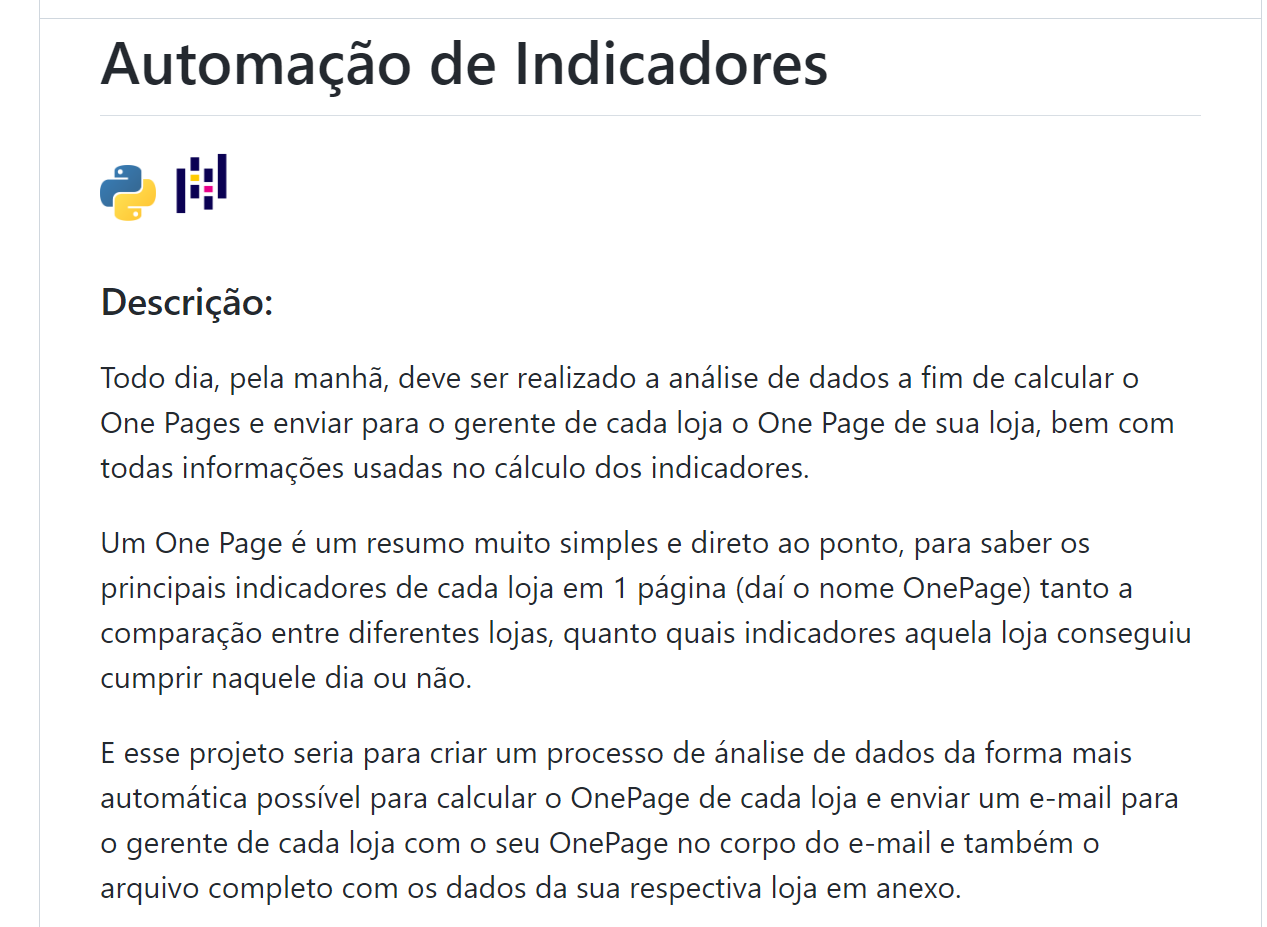 Automação de Indicadores
Descrição:
Todo dia, pela manhã, deve ser realizado a análise de dados a fim de calcular o
One Pages e enviar para o gerente de cada loja o One Page de sua loja, bem com
todas informações usadas no cálculo dos indicadores.
Um One Page é um resumo muito simples e direto ao ponto, para saber os
principais indicadores de cada loja em 1 página (daí o nome OnePage) tanto a
comparação entre diferentes lojas, quanto quais indicadores aquela loja conseguiu
cumprir naquele dia ou não.
E esse projeto seria para criar um processo de ánalise de dados da forma mais
automática possível para calcular o OnePage de cada loja e enviar um e-mail para
o gerente de cada loja com o seu OnePage no corpo do e-mail e também o
arquivo completo com os dados da sua respectiva loja em anexo.